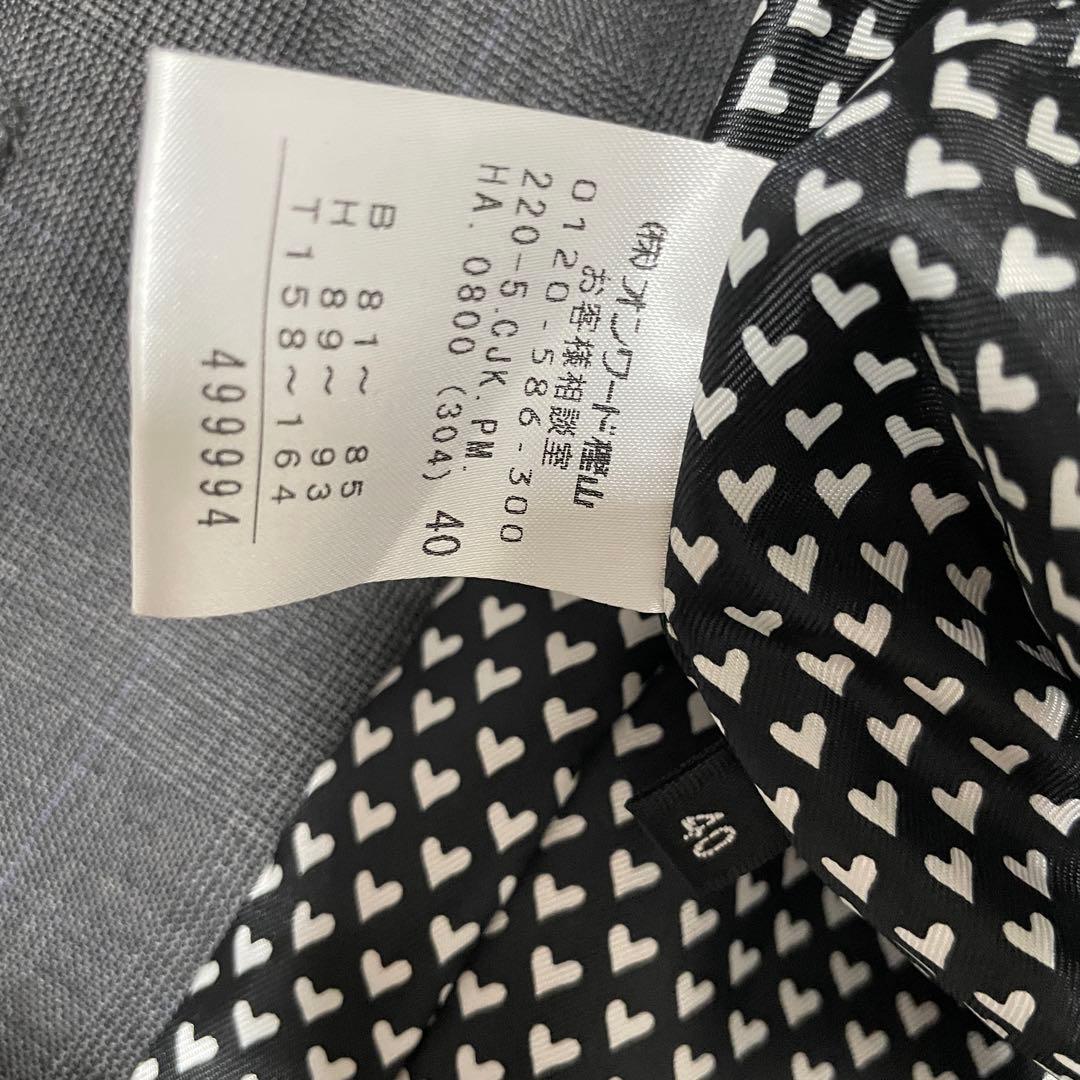 ㈱オンワード樫山
お客様相談室
0120-586-300
220-5.CJK.PM.
HA.0800 (304) 40
B 81～ 85
H 89～ 93
T158～164
499994
40